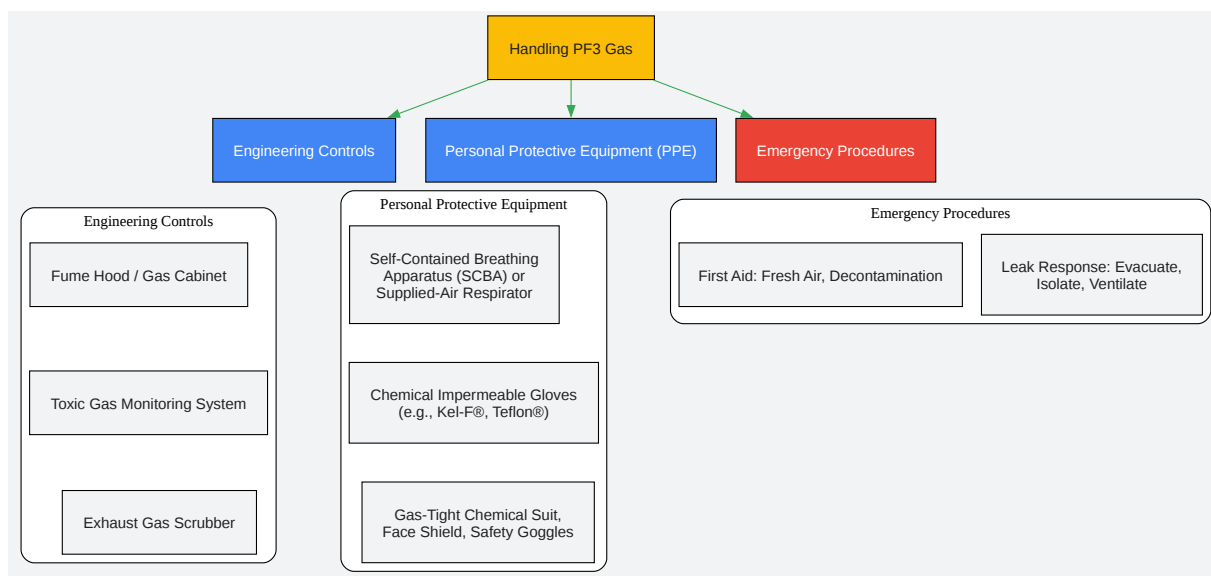 Handling PF3 Gas
Engineering Controls
Personal Protective Equipment (PPE)
Emergency Procedures
Engineering Controls
Fume Hood / Gas Cabinet
Toxic Gas Monitoring System
Exhaust Gas Scrubber
Personal Protective Equipment
Self-Contained Breathing
Apparatus (SCBA) or
Supplied-Air Respirator
Chemical Impermeable Gloves
(e.g., Kel-F®, Teflon®)
Gas-Tight Chemical Suit,
Face Shield, Safety Goggles
Emergency Procedures
First Aid: Fresh Air, Decontamination
Leak Response: Evacuate,
Isolate, Ventilate